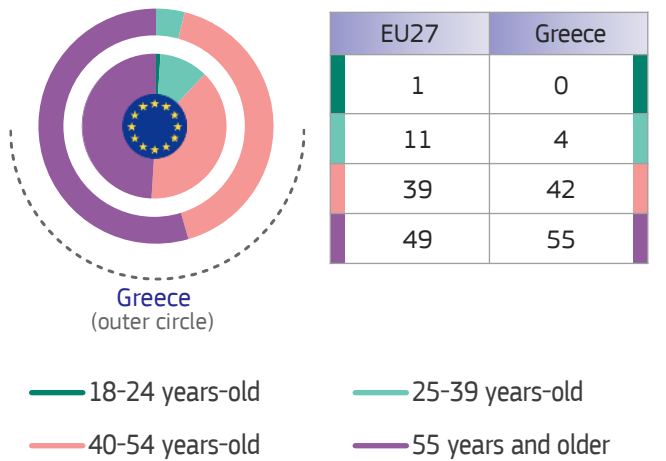 EU27 Greece
1 0
11 4
39 42
49 55
Greece
(outer circle)
18-24 years-old 25-39 years-old
40-54 years-old 55 years and older